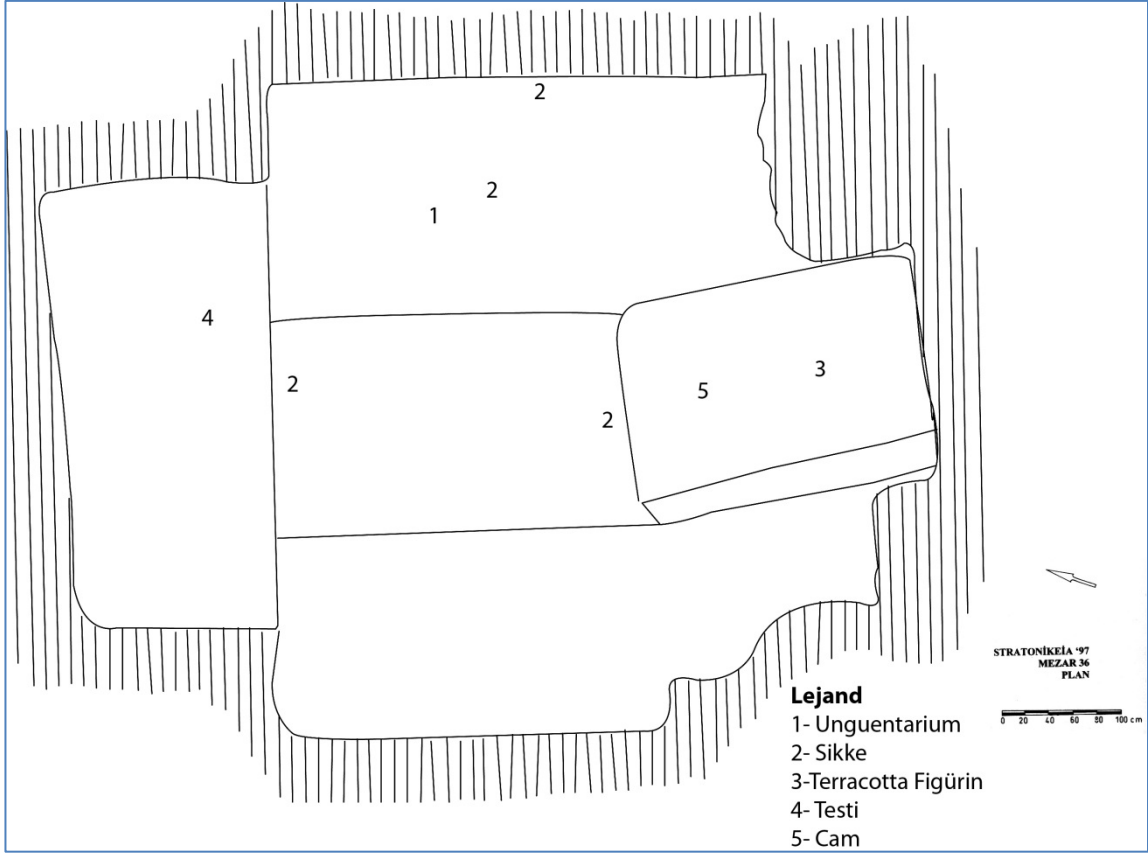 2
2
1
4
3
2
5
2
STRATONİKEİA ‘97
MEZAR 36
PLAN
0 20 40 60 80 100 cm
Lejand
1- Unguentarium
2- Sikke
3-Terracotta Figürin
4- Testi
5- Cam